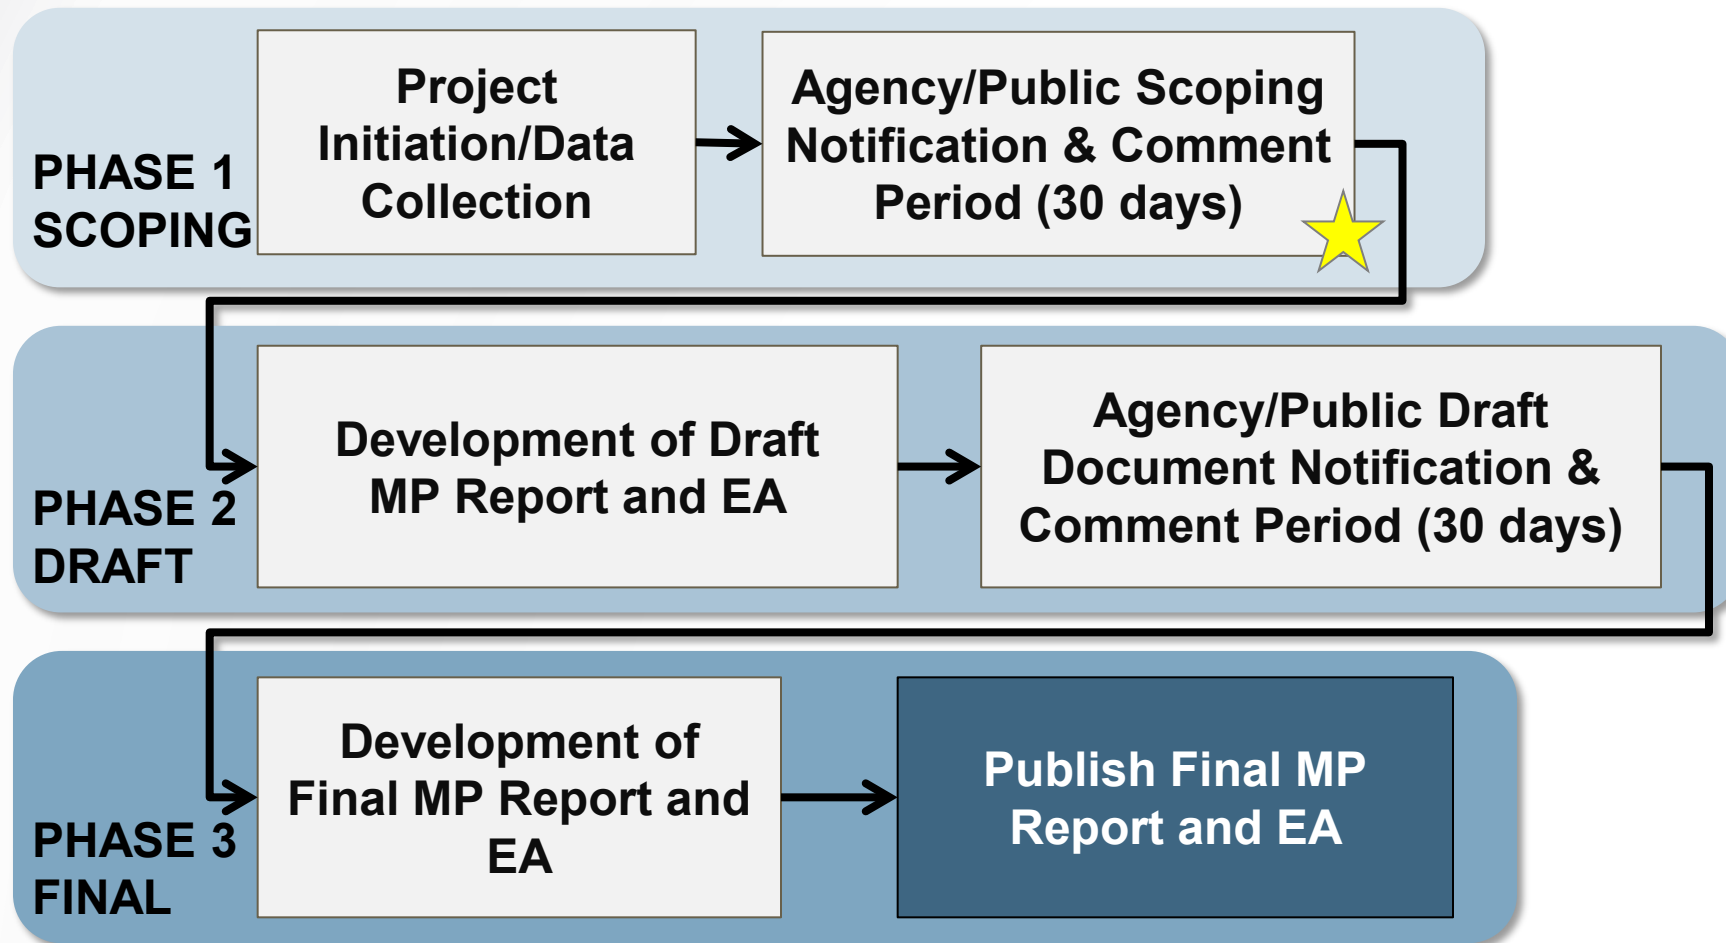 PHASE 1
SCOPING
Project
Initiation/Data
Collection
Agency/Public Scoping
Notification & Comment
Period (30 days)
PHASE 2
DRAFT
Development of Draft
MP Report and EA
Agency/Public Draft
Document Notification &
Comment Period (30 days)
PHASE 3
FINAL
Development of
Final MP Report and
EA
Publish Final MP
Report and EA